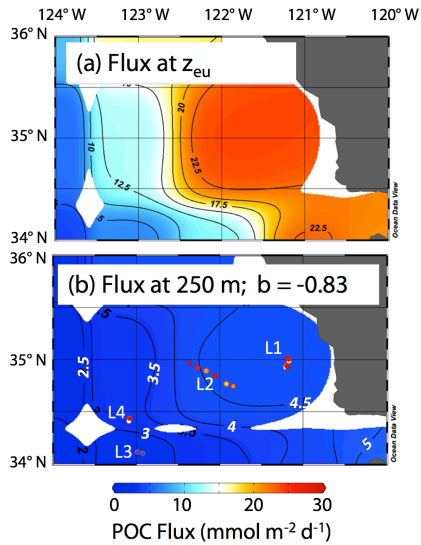 124°W 123°W 122°W 121°W 120°W
36°N
(a) Flux at z_eu
20
35°N
10
22.5
12.5
17.5
22.5
34°N
Ocean Data View
36°N
(b) Flux at 250 m; b = -0.83
L1
35°N
2.5
3.5
L2
4.5
L4
3
4
L3
5
2
34°N
Ocean Data View
0 10 20 30
POC Flux (mmol m⁻² d⁻¹)